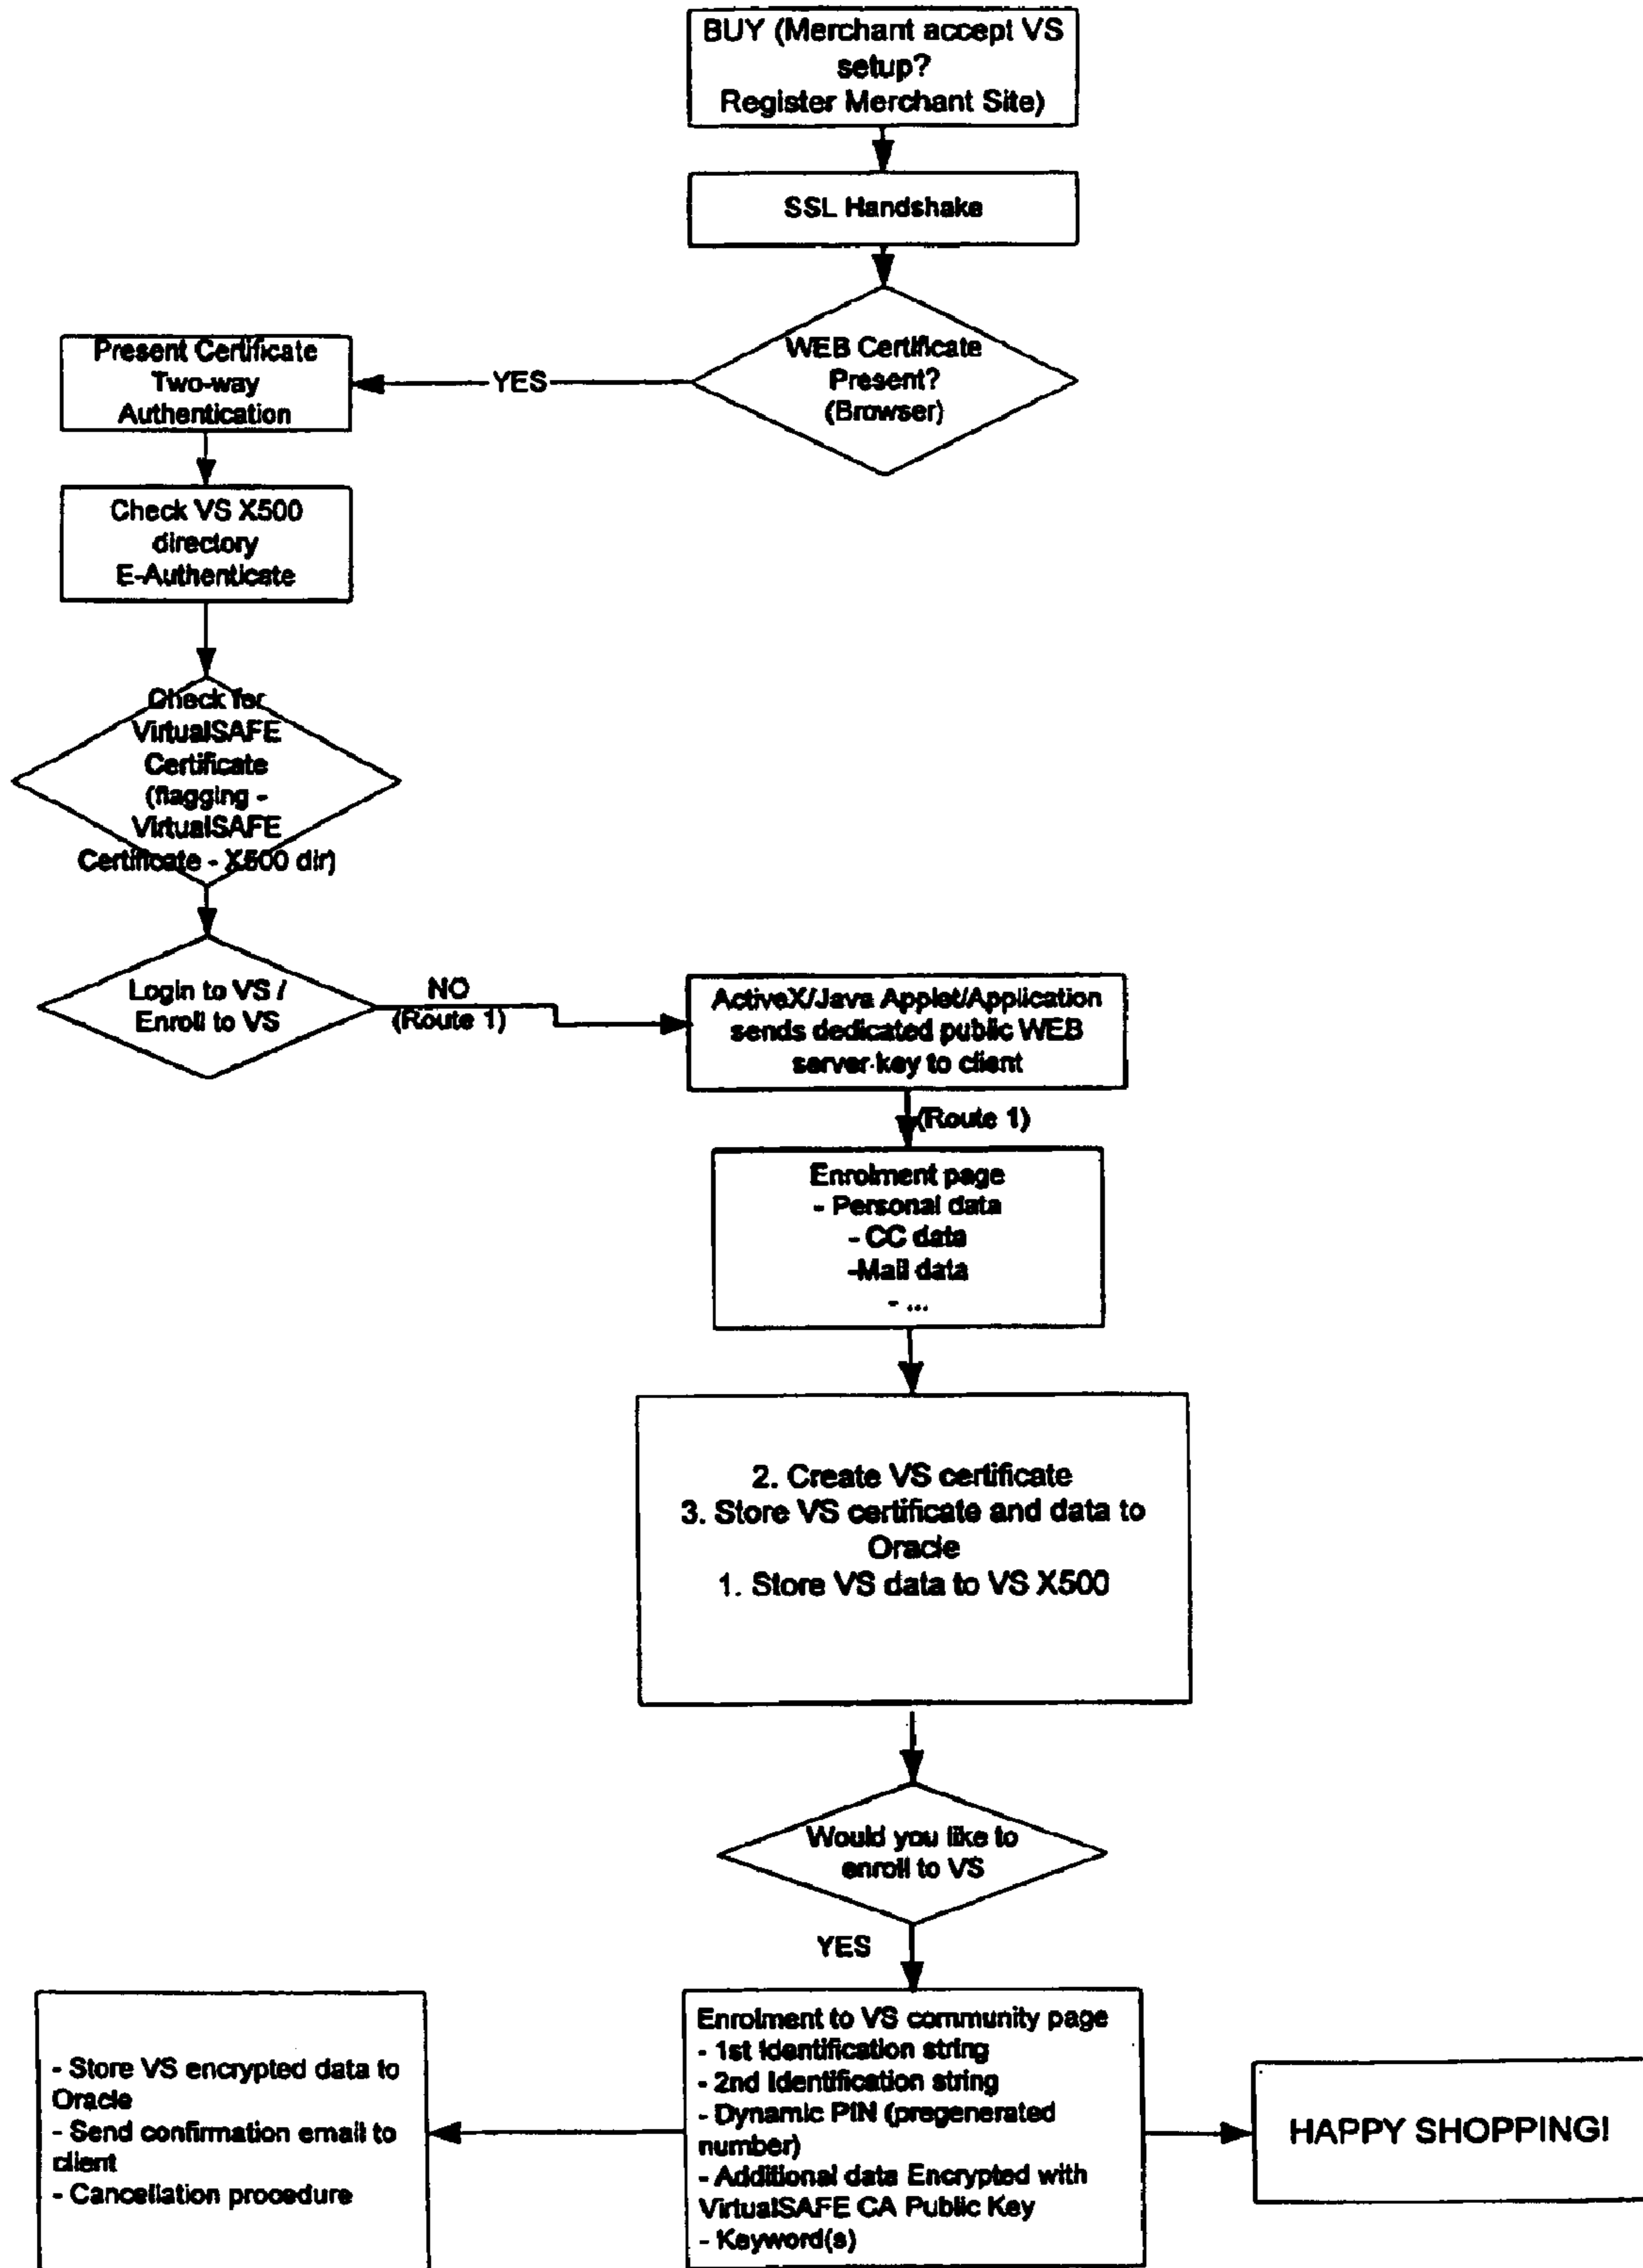 BUY (Merchant accept VS
setup?
Register Merchant Site)
SSL Handshake
WEB Certificate
Present?
(Browser)
YES
Present Certificate
Two-way
Authentication
Check VS X500
directory
E-Authenticate
Check for
VirtualSAFE
Certificate
(flagging -
VirtualSAFE
Certificate - X500 dir)
Login to VS /
Enroll to VS
NO
(Route 1)
ActiveX/Java Applet/Application
sends dedicated public WEB
server key to client
(Route 1)
Enrolment page
- Personal data
- CC data
-Mail data
- ...
2. Create VS certificate
3. Store VS certificate and data to
Oracle
1. Store VS data to VS X500
Would you like to
enroll to VS
YES
Enrolment to VS community page
- 1st Identification string
- 2nd Identification string
- Dynamic PIN (pregenerated
number)
- Additional data Encrypted with
VirtualSAFE CA Public Key
- Keyword(s)
- Store VS encrypted data to
Oracle
- Send confirmation email to
client
- Cancellation procedure
HAPPY SHOPPING!